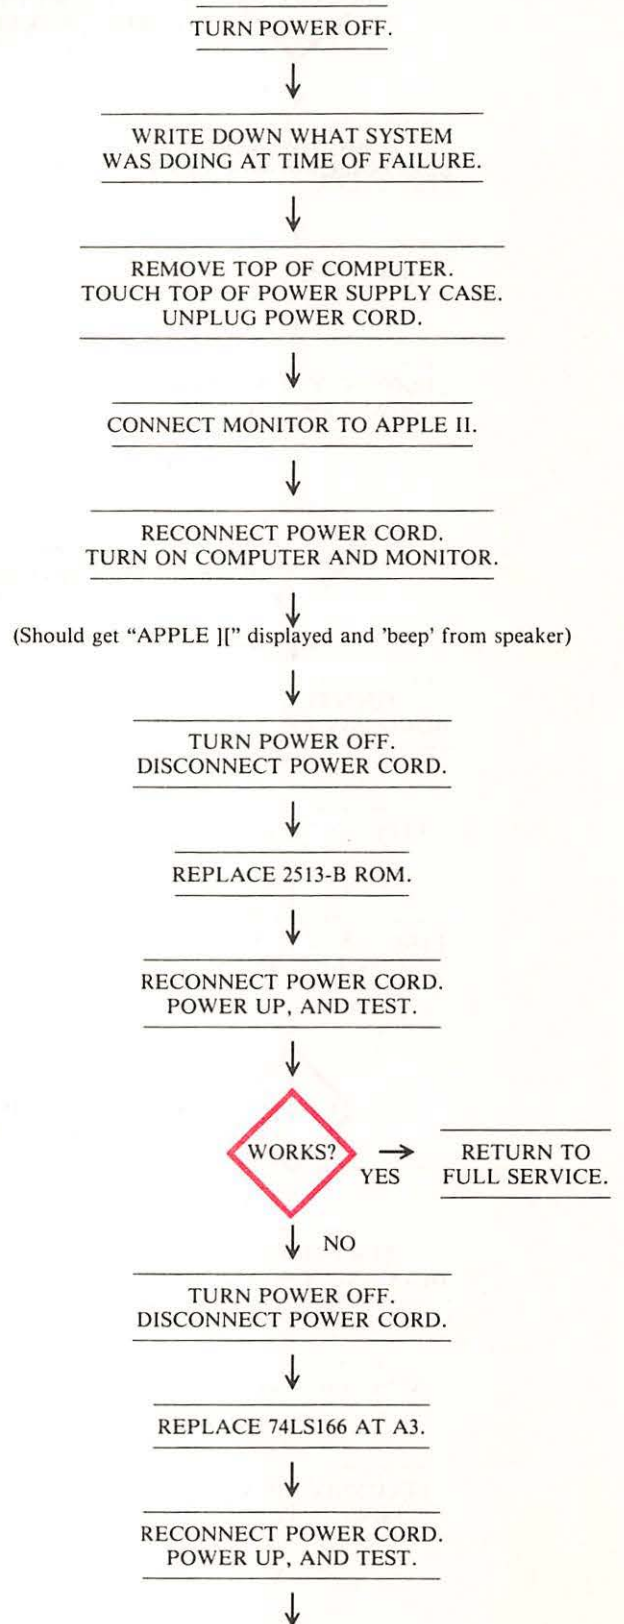 TURN POWER OFF.
WRITE DOWN WHAT SYSTEM
WAS DOING AT TIME OF FAILURE.
REMOVE TOP OF COMPUTER.
TOUCH TOP OF POWER SUPPLY CASE.
UNPLUG POWER CORD.
CONNECT MONITOR TO APPLE II.
RECONNECT POWER CORD.
TURN ON COMPUTER AND MONITOR.
(Should get “APPLE ][” displayed and 'beep' from speaker)
TURN POWER OFF.
DISCONNECT POWER CORD.
REPLACE 2513-B ROM.
RECONNECT POWER CORD.
POWER UP, AND TEST.
WORKS?
YES
RETURN TO
FULL SERVICE.
NO
TURN POWER OFF.
DISCONNECT POWER CORD.
REPLACE 74LS166 AT A3.
RECONNECT POWER CORD.
POWER UP, AND TEST.